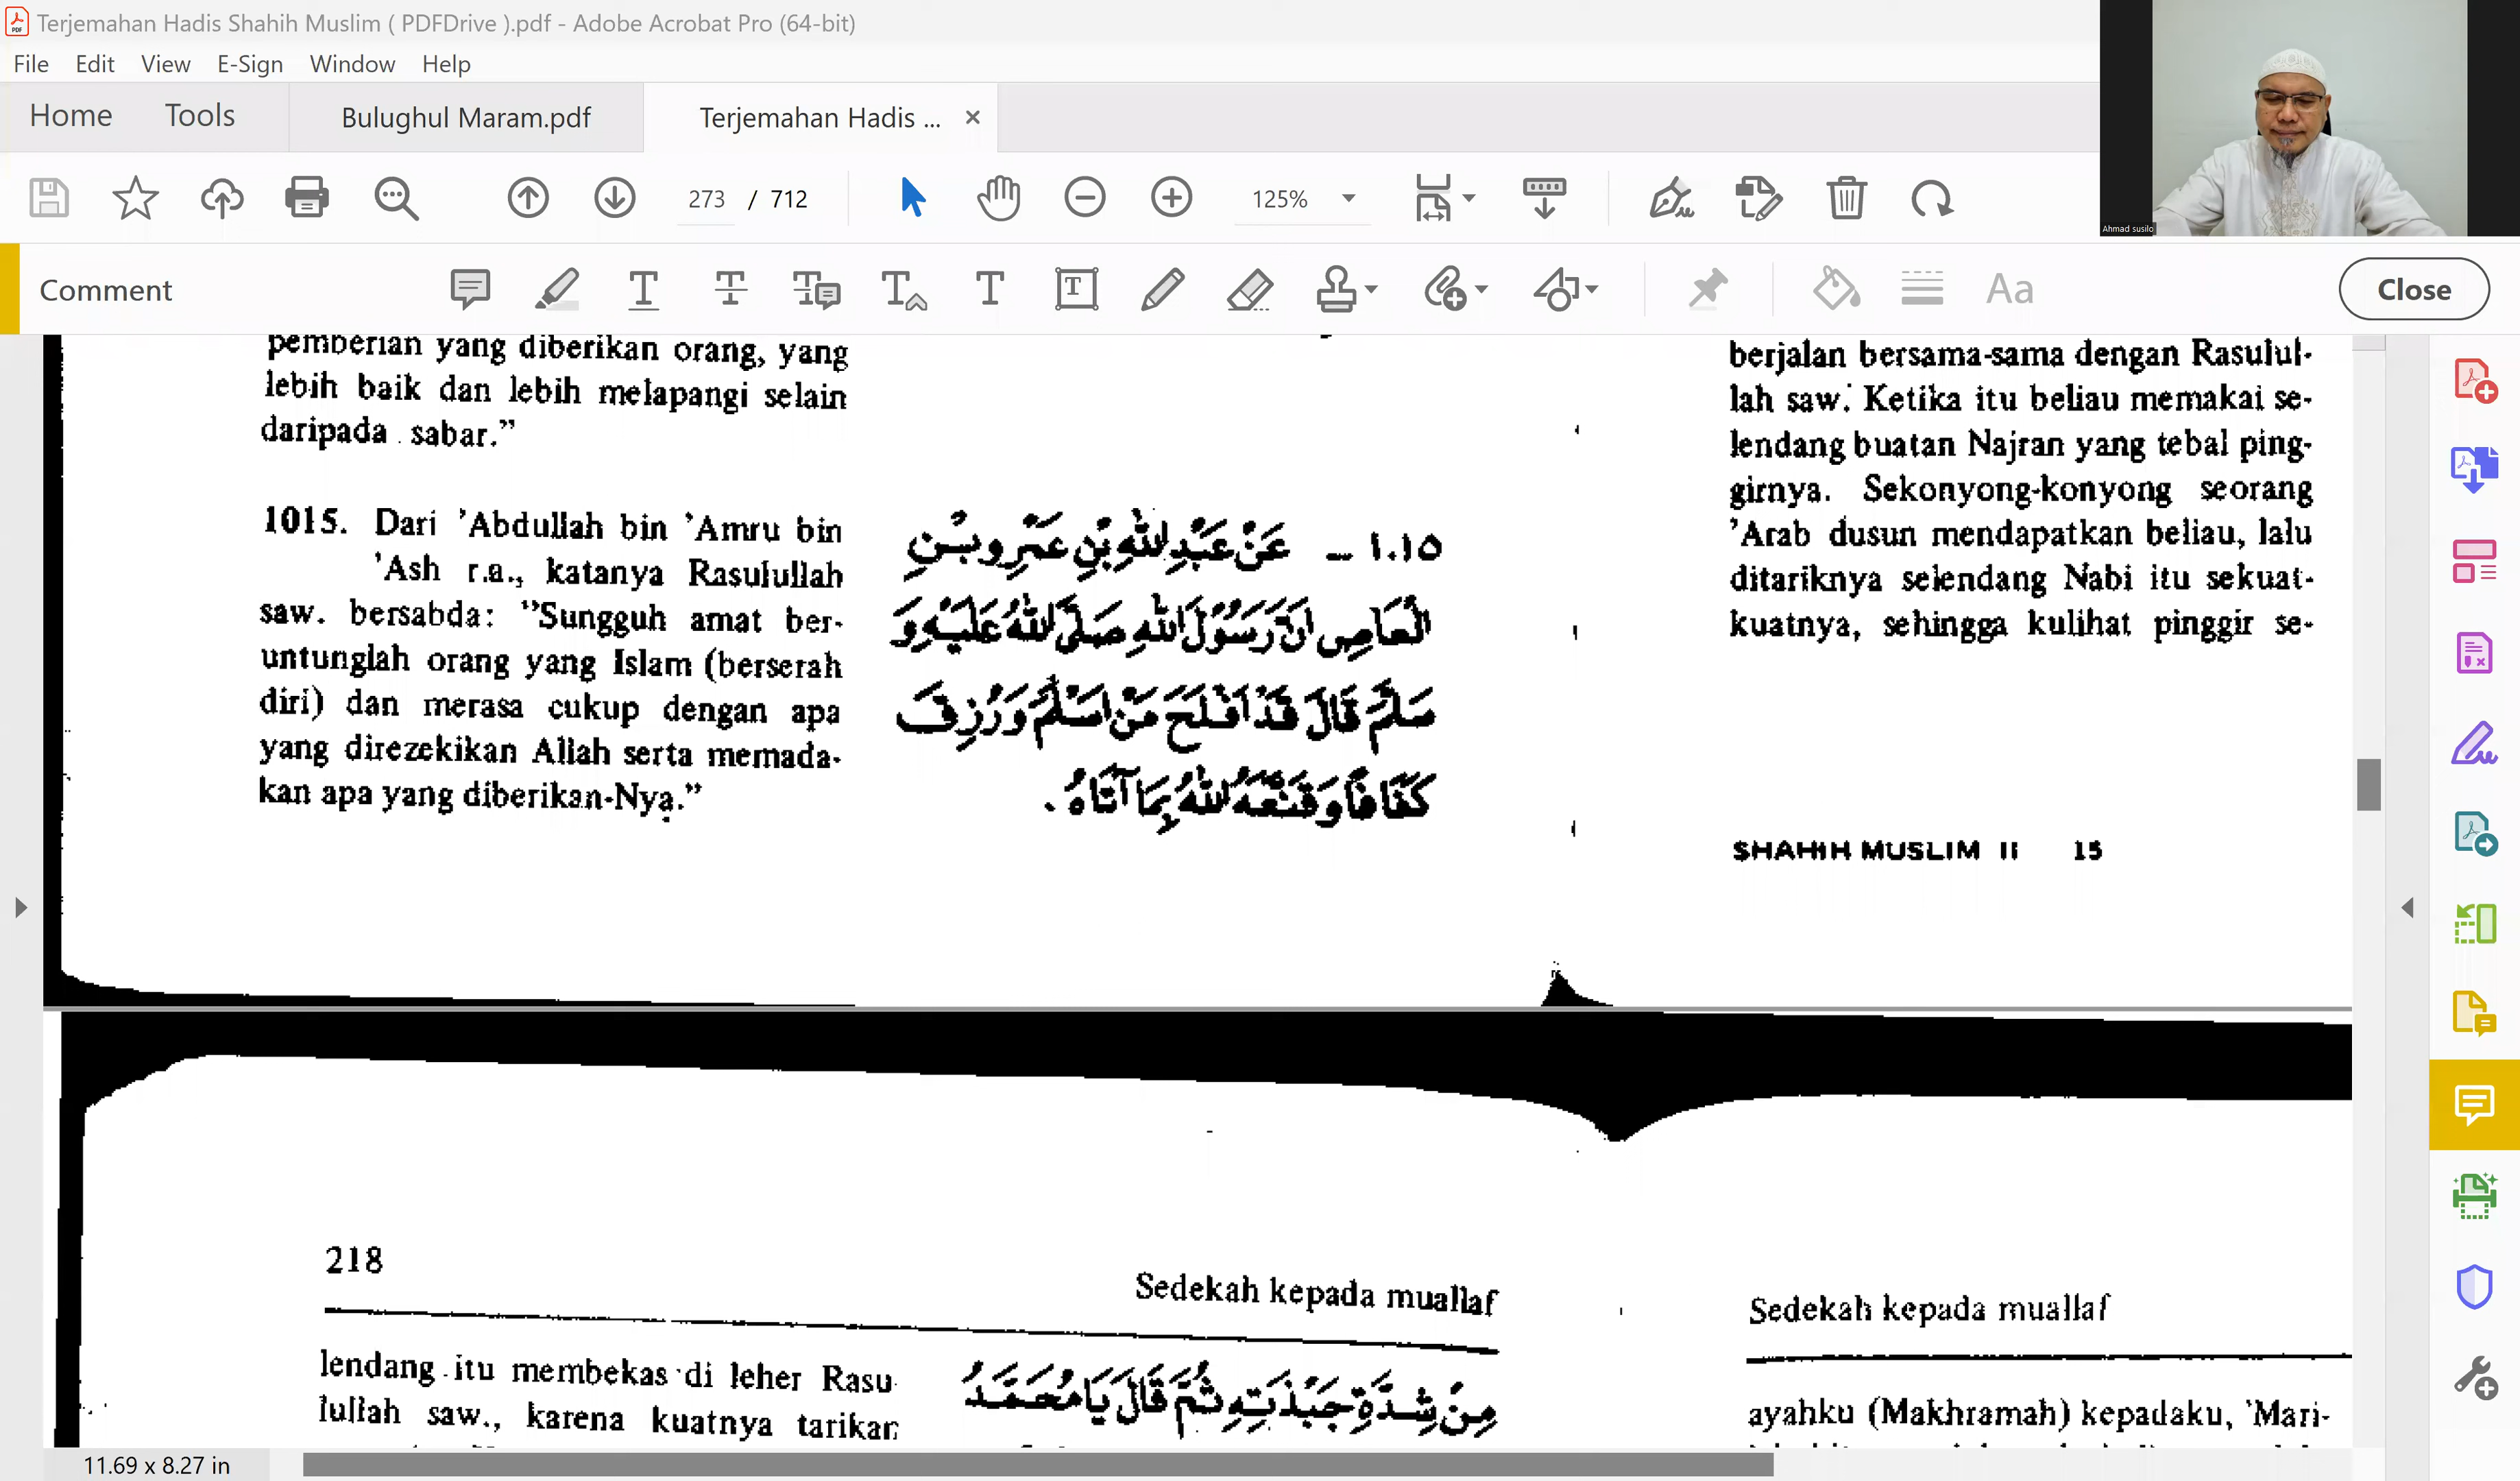 Terjemahan Hadis Shahih Muslim ( PDFDrive ).pdf - Adobe Acrobat Pro (64-bit)
File Edit View E-Sign Window Help
Home Tools Bulughul Maram.pdf Terjemahan Hadis ... ×
273 / 712 125%
Ahmad susilo
Comment Close
pemberian yang diberikan orang, yang
lebih baik dan lebih melapangi selain
daripada sabar.”
1015. Dari 'Abdullah bin 'Amru bin
'Ash r.a., katanya Rasulullah
saw. bersabda: “Sungguh amat ber-
untunglah orang yang Islam (berserah
diri) dan merasa cukup dengan apa
yang direzekikan Allah serta memada-
kan apa yang diberikan-Nya.”
١٠١٥ – عَنْ عَبْدِ اللهِ بْنِ عَمْرِو بْنِ
الْعَاصِ أَنَّ رَسُوْلَ اللهِ صَلَّى اللهُ عَلَيْهِ وَ
سَلَّمَ قَالَ قَدْ أَفْلَحَ مَنْ أَسْلَمَ وَرُزِقَ
كَفَافًا وَقَنَّعَهُ اللهُ بِمَا آتَاهُ.
berjalan bersama-sama dengan Rasulul-
lah saw. Ketika itu beliau memakai se-
lendang buatan Najran yang tebal ping-
girnya. Sekonyong-konyong seorang
'Arab dusun mendapatkan beliau, lalu
ditariknya selendang Nabi itu sekuat-
kuatnya, sehingga kulihat pinggir se-
SHAHIH MUSLIM II 15
218
Sedekah kepada muallaf
lendang itu membekas di leher Rasu-
lullah saw., karena kuatnya tarikan
مِنْ شِدَّةِ جَبْذَتِهِ ثُمَّ قَالَ يَا مُحَمَّدُ
Sedekah kepada muallaf
ayahku (Makhramah) kepadaku, 'Mari-
11.69 x 8.27 in